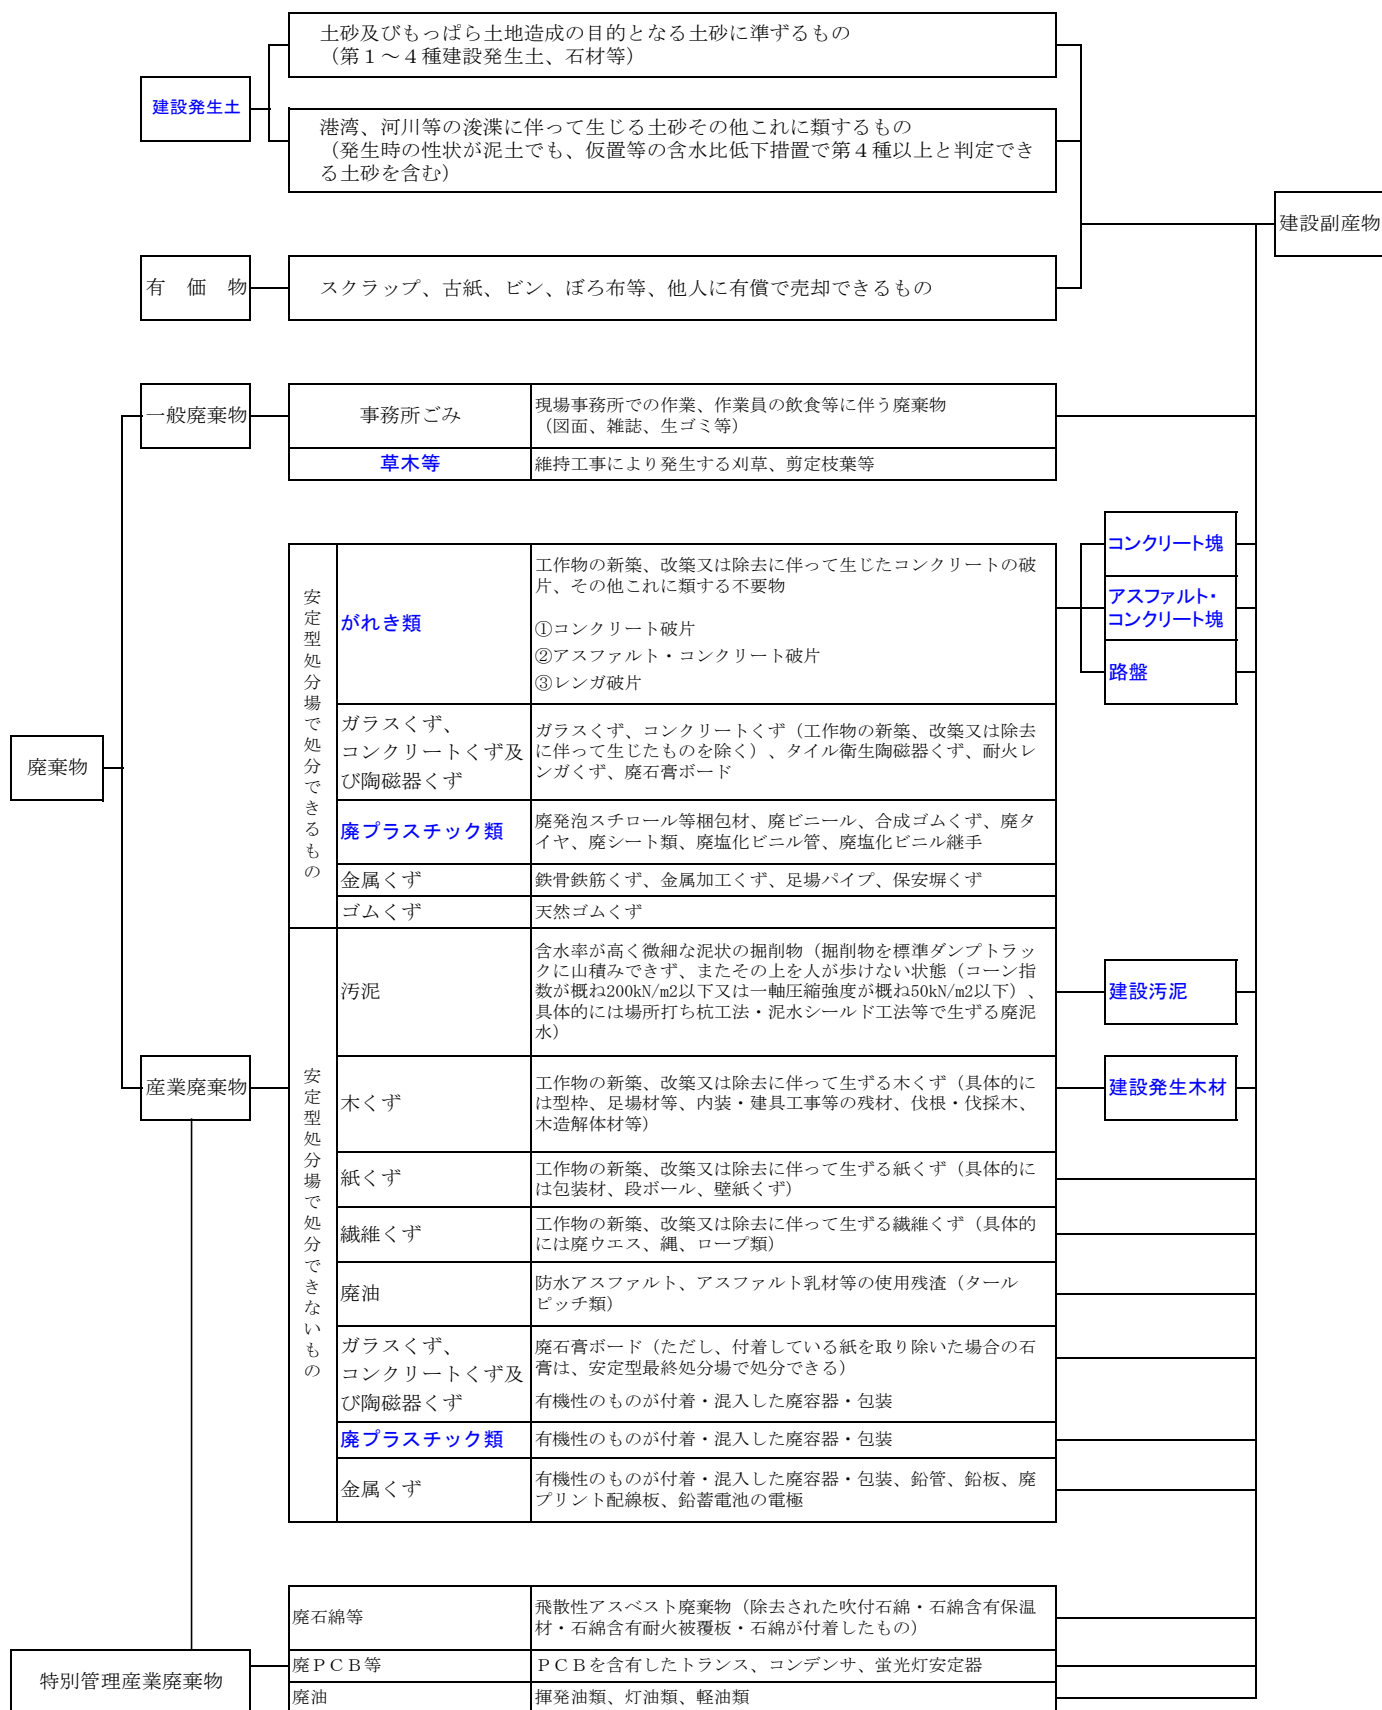 土砂及びもっぱら土地造成の目的となる土砂に準ずるもの
（第１～４種建設発生土、石材等）
建設発生土
港湾、河川等の浚渫に伴って生じる土砂その他これに類するもの
（発生時の性状が泥土でも、仮置等の含水比低下措置で第４種以上と判定でき
る土砂を含む）
建設副産物
有　価　物
スクラップ、古紙、ビン、ぼろ布等、他人に有償で売却できるもの
一般廃棄物
事務所ごみ
現場事務所での作業、作業員の飲食等に伴う廃棄物
（図面、雑誌、生ゴミ等）
草木等
維持工事により発生する刈草、剪定枝葉等
廃棄物
安定型処分場で処分できるもの
がれき類
工作物の新築、改築又は除去に伴って生じたコンクリートの破
片、その他これに類する不要物
①コンクリート破片
②アスファルト・コンクリート破片
③レンガ破片
コンクリート塊
アスファルト・
コンクリート塊
路盤
ガラスくず、
コンクリートくず及
び陶磁器くず
ガラスくず、コンクリートくず（工作物の新築、改築又は除去
に伴って生じたものを除く）、タイル衛生陶磁器くず、耐火レ
ンガくず、廃石膏ボード
廃プラスチック類
廃発泡スチロール等梱包材、廃ビニール、合成ゴムくず、廃タ
イヤ、廃シート類、廃塩化ビニル管、廃塩化ビニル継手
金属くず
鉄骨鉄筋くず、金属加工くず、足場パイプ、保安塀くず
ゴムくず
天然ゴムくず
産業廃棄物
安定型処分場で処分できないもの
汚泥
含水率が高く微細な泥状の掘削物（掘削物を標準ダンプトラッ
クに山積みできず、またその上を人が歩けない状態（コーン指
数が概ね200kN/m2以下又は一軸圧縮強度が概ね50kN/m2以下）、
具体的には場所打ち杭工法・泥水シールド工法等で生ずる廃泥
水）
建設汚泥
木くず
工作物の新築、改築又は除去に伴って生ずる木くず（具体的に
は型枠、足場材等、内装・建具工事等の残材、伐根・伐採木、
木造解体材等）
建設発生木材
紙くず
工作物の新築、改築又は除去に伴って生ずる紙くず（具体的に
は包装材、段ボール、壁紙くず）
繊維くず
工作物の新築、改築又は除去に伴って生ずる繊維くず（具体的
には廃ウエス、縄、ロープ類）
廃油
防水アスファルト、アスファルト乳材等の使用残渣（タール
ピッチ類）
ガラスくず、
コンクリートくず及
び陶磁器くず
廃石膏ボード（ただし、付着している紙を取り除いた場合の石
膏は、安定型最終処分場で処分できる）
有機性のものが付着・混入した廃容器・包装
廃プラスチック類
有機性のものが付着・混入した廃容器・包装
金属くず
有機性のものが付着・混入した廃容器・包装、鉛管、鉛板、廃
プリント配線板、鉛蓄電池の電極
特別管理産業廃棄物
廃石綿等
飛散性アスベスト廃棄物（除去された吹付石綿・石綿含有保温
材・石綿含有耐火被覆板・石綿が付着したもの）
廃ＰＣＢ等
ＰＣＢを含有したトランス、コンデンサ、蛍光灯安定器
廃油
揮発油類、灯油類、軽油類